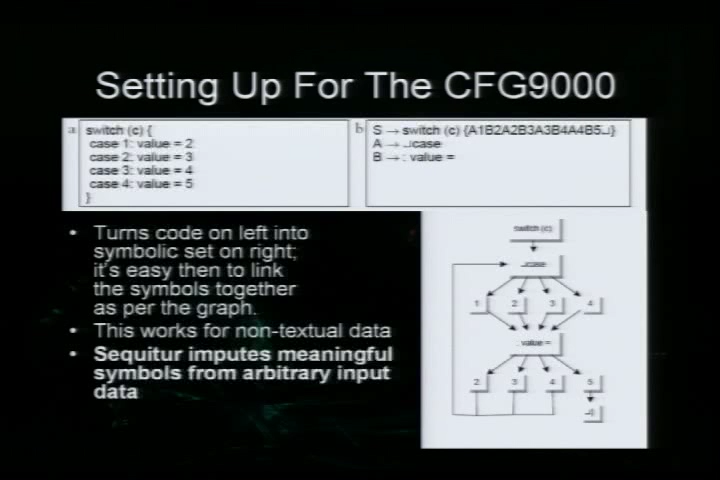 Setting Up For The CFG9000
a
switch (c) {
case 1: value = 2
case 2: value = 3
case 3: value = 4
case 4: value = 5
}
b
S → switch (c) {A1B2A2B3A3B4A4B5⌴}
A → ⌴case
B → : value =
• Turns code on left into
symbolic set on right;
it's easy then to link
the symbols together
as per the graph.
• This works for non-textual data
• Sequitur imputes meaningful
symbols from arbitrary input
data
switch (c)
⌴case
1 2 3 4
: value =
2 3 4 5
⌴}